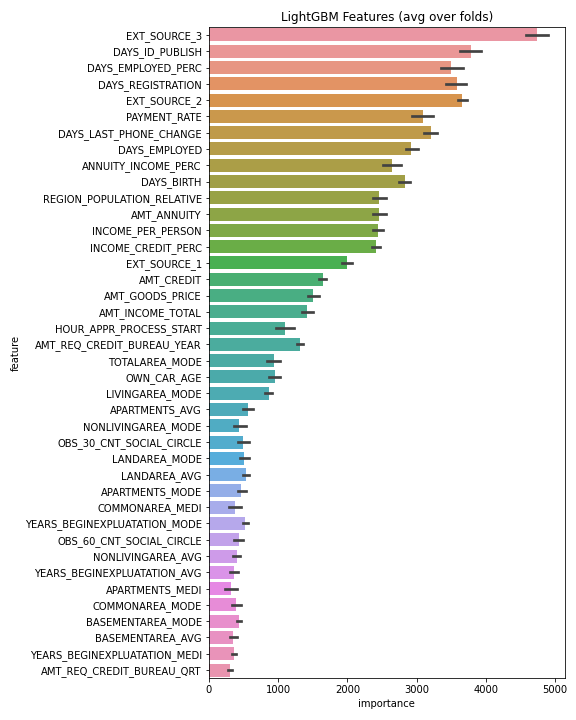 LightGBM Features (avg over folds)
EXT_SOURCE_3
DAYS_ID_PUBLISH
DAYS_EMPLOYED_PERC
DAYS_REGISTRATION
EXT_SOURCE_2
PAYMENT_RATE
DAYS_LAST_PHONE_CHANGE
DAYS_EMPLOYED
ANNUITY_INCOME_PERC
DAYS_BIRTH
REGION_POPULATION_RELATIVE
AMT_ANNUITY
INCOME_PER_PERSON
INCOME_CREDIT_PERC
EXT_SOURCE_1
AMT_CREDIT
AMT_GOODS_PRICE
AMT_INCOME_TOTAL
HOUR_APPR_PROCESS_START
AMT_REQ_CREDIT_BUREAU_YEAR
TOTALAREA_MODE
OWN_CAR_AGE
LIVINGAREA_MODE
APARTMENTS_AVG
NONLIVINGAREA_MODE
OBS_30_CNT_SOCIAL_CIRCLE
LANDAREA_MODE
LANDAREA_AVG
APARTMENTS_MODE
COMMONAREA_MEDI
YEARS_BEGINEXPLUATATION_MODE
OBS_60_CNT_SOCIAL_CIRCLE
NONLIVINGAREA_AVG
YEARS_BEGINEXPLUATATION_AVG
APARTMENTS_MEDI
COMMONAREA_MODE
BASEMENTAREA_MODE
BASEMENTAREA_AVG
YEARS_BEGINEXPLUATATION_MEDI
AMT_REQ_CREDIT_BUREAU_QRT
feature
0 1000 2000 3000 4000 5000
importance